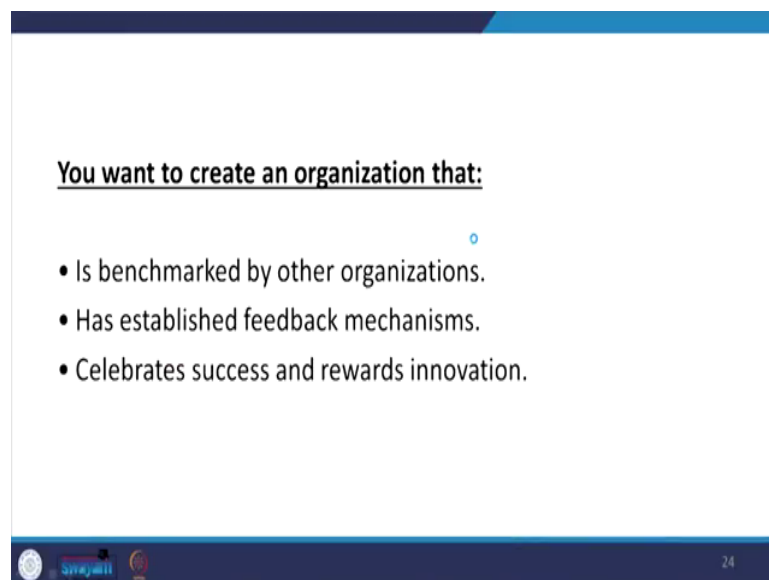 You want to create an organization that:
• Is benchmarked by other organizations.
• Has established feedback mechanisms.
• Celebrates success and rewards innovation.
swayam
24